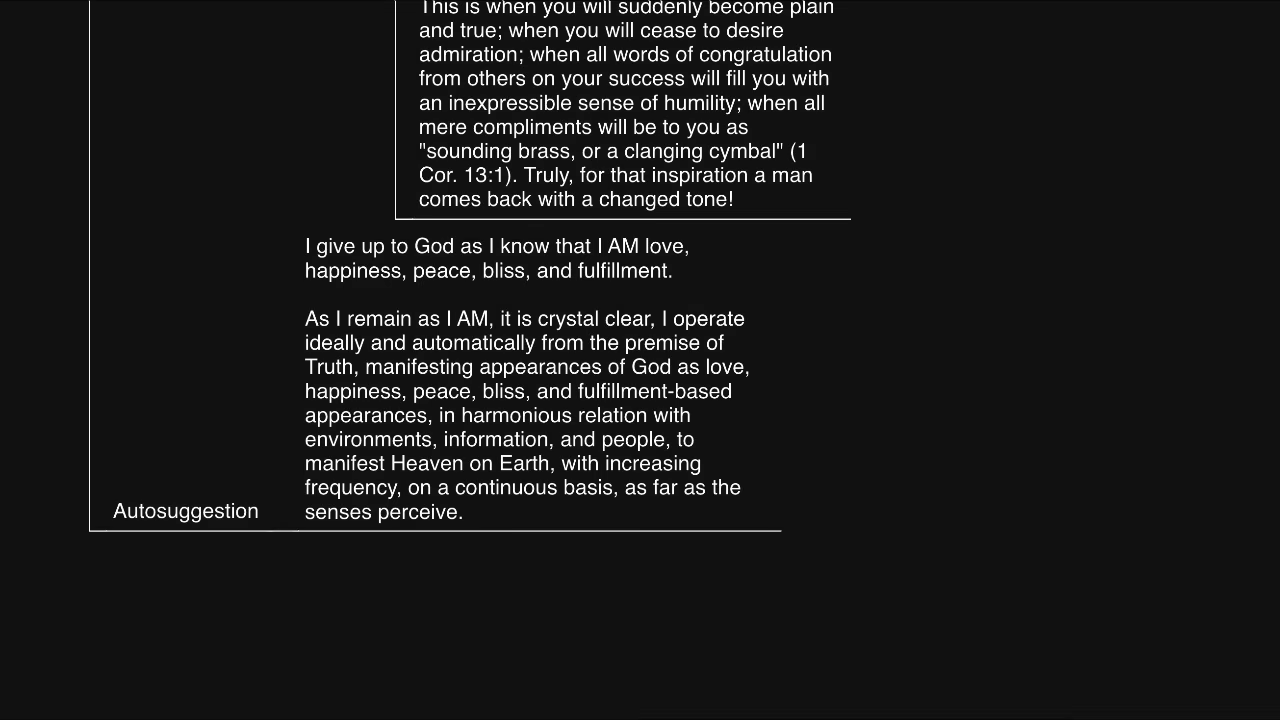 This is when you will suddenly become plain
and true; when you will cease to desire
admiration; when all words of congratulation
from others on your success will fill you with
an inexpressible sense of humility; when all
mere compliments will be to you as
"sounding brass, or a clanging cymbal" (1
Cor. 13:1). Truly, for that inspiration a man
comes back with a changed tone!
I give up to God as I know that I AM love,
happiness, peace, bliss, and fulfillment.
As I remain as I AM, it is crystal clear, I operate
ideally and automatically from the premise of
Truth, manifesting appearances of God as love,
happiness, peace, bliss, and fulfillment-based
appearances, in harmonious relation with
environments, information, and people, to
manifest Heaven on Earth, with increasing
frequency, on a continuous basis, as far as the
senses perceive.
Autosuggestion